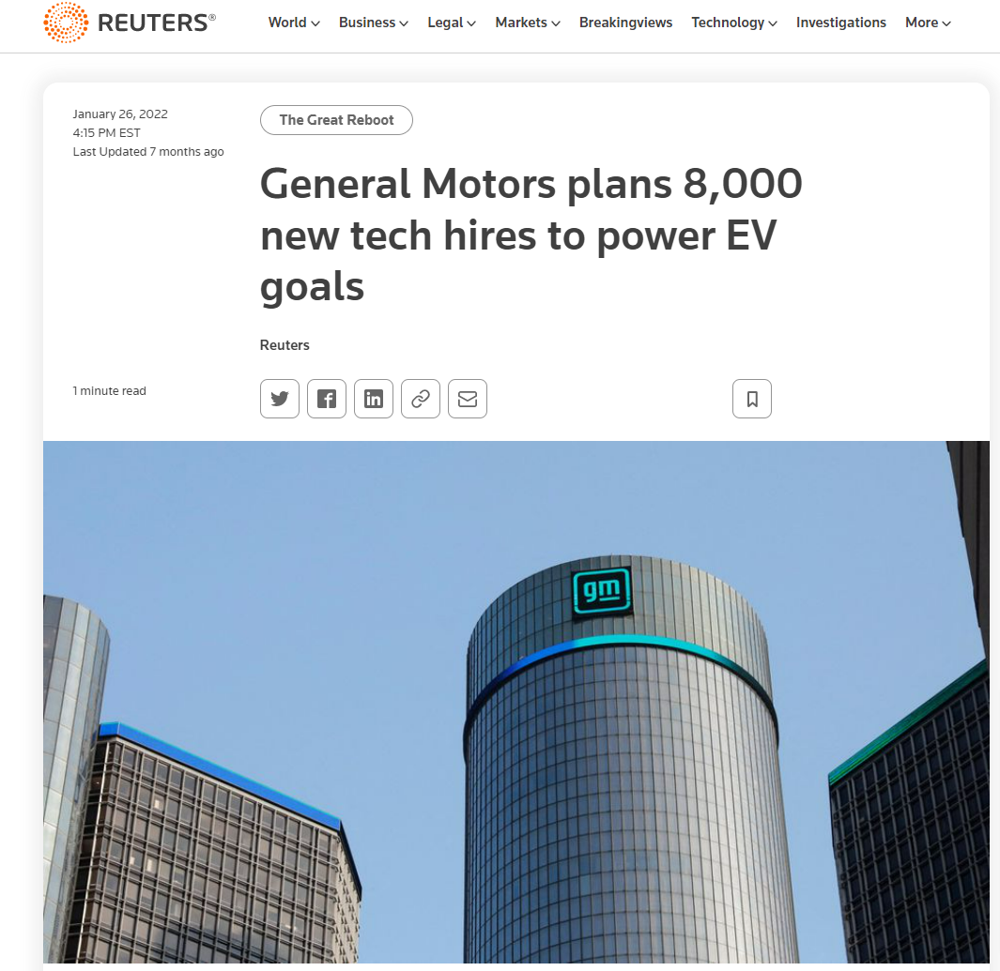 REUTERS®
World Business Legal Markets Breakingviews Technology Investigations More
January 26, 2022
4:15 PM EST
Last Updated 7 months ago
The Great Reboot
General Motors plans 8,000
new tech hires to power EV
goals
Reuters
1 minute read
gm